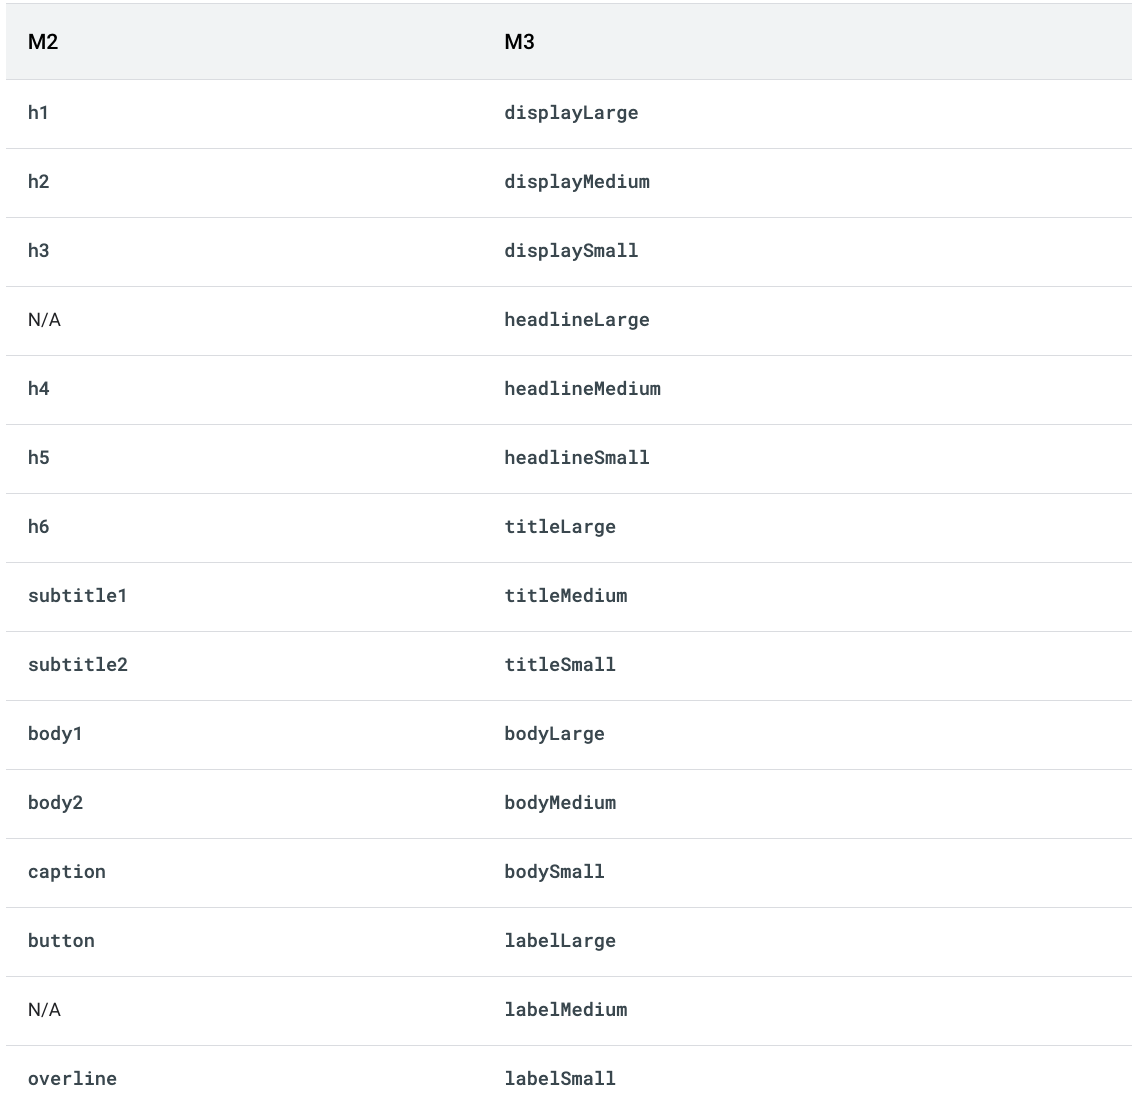 M2 M3
h1 displayLarge
h2 displayMedium
h3 displaySmall
N/A headlineLarge
h4 headlineMedium
h5 headlineSmall
h6 titleLarge
subtitle1 titleMedium
subtitle2 titleSmall
body1 bodyLarge
body2 bodyMedium
caption bodySmall
button labelLarge
N/A labelMedium
overline labelSmall